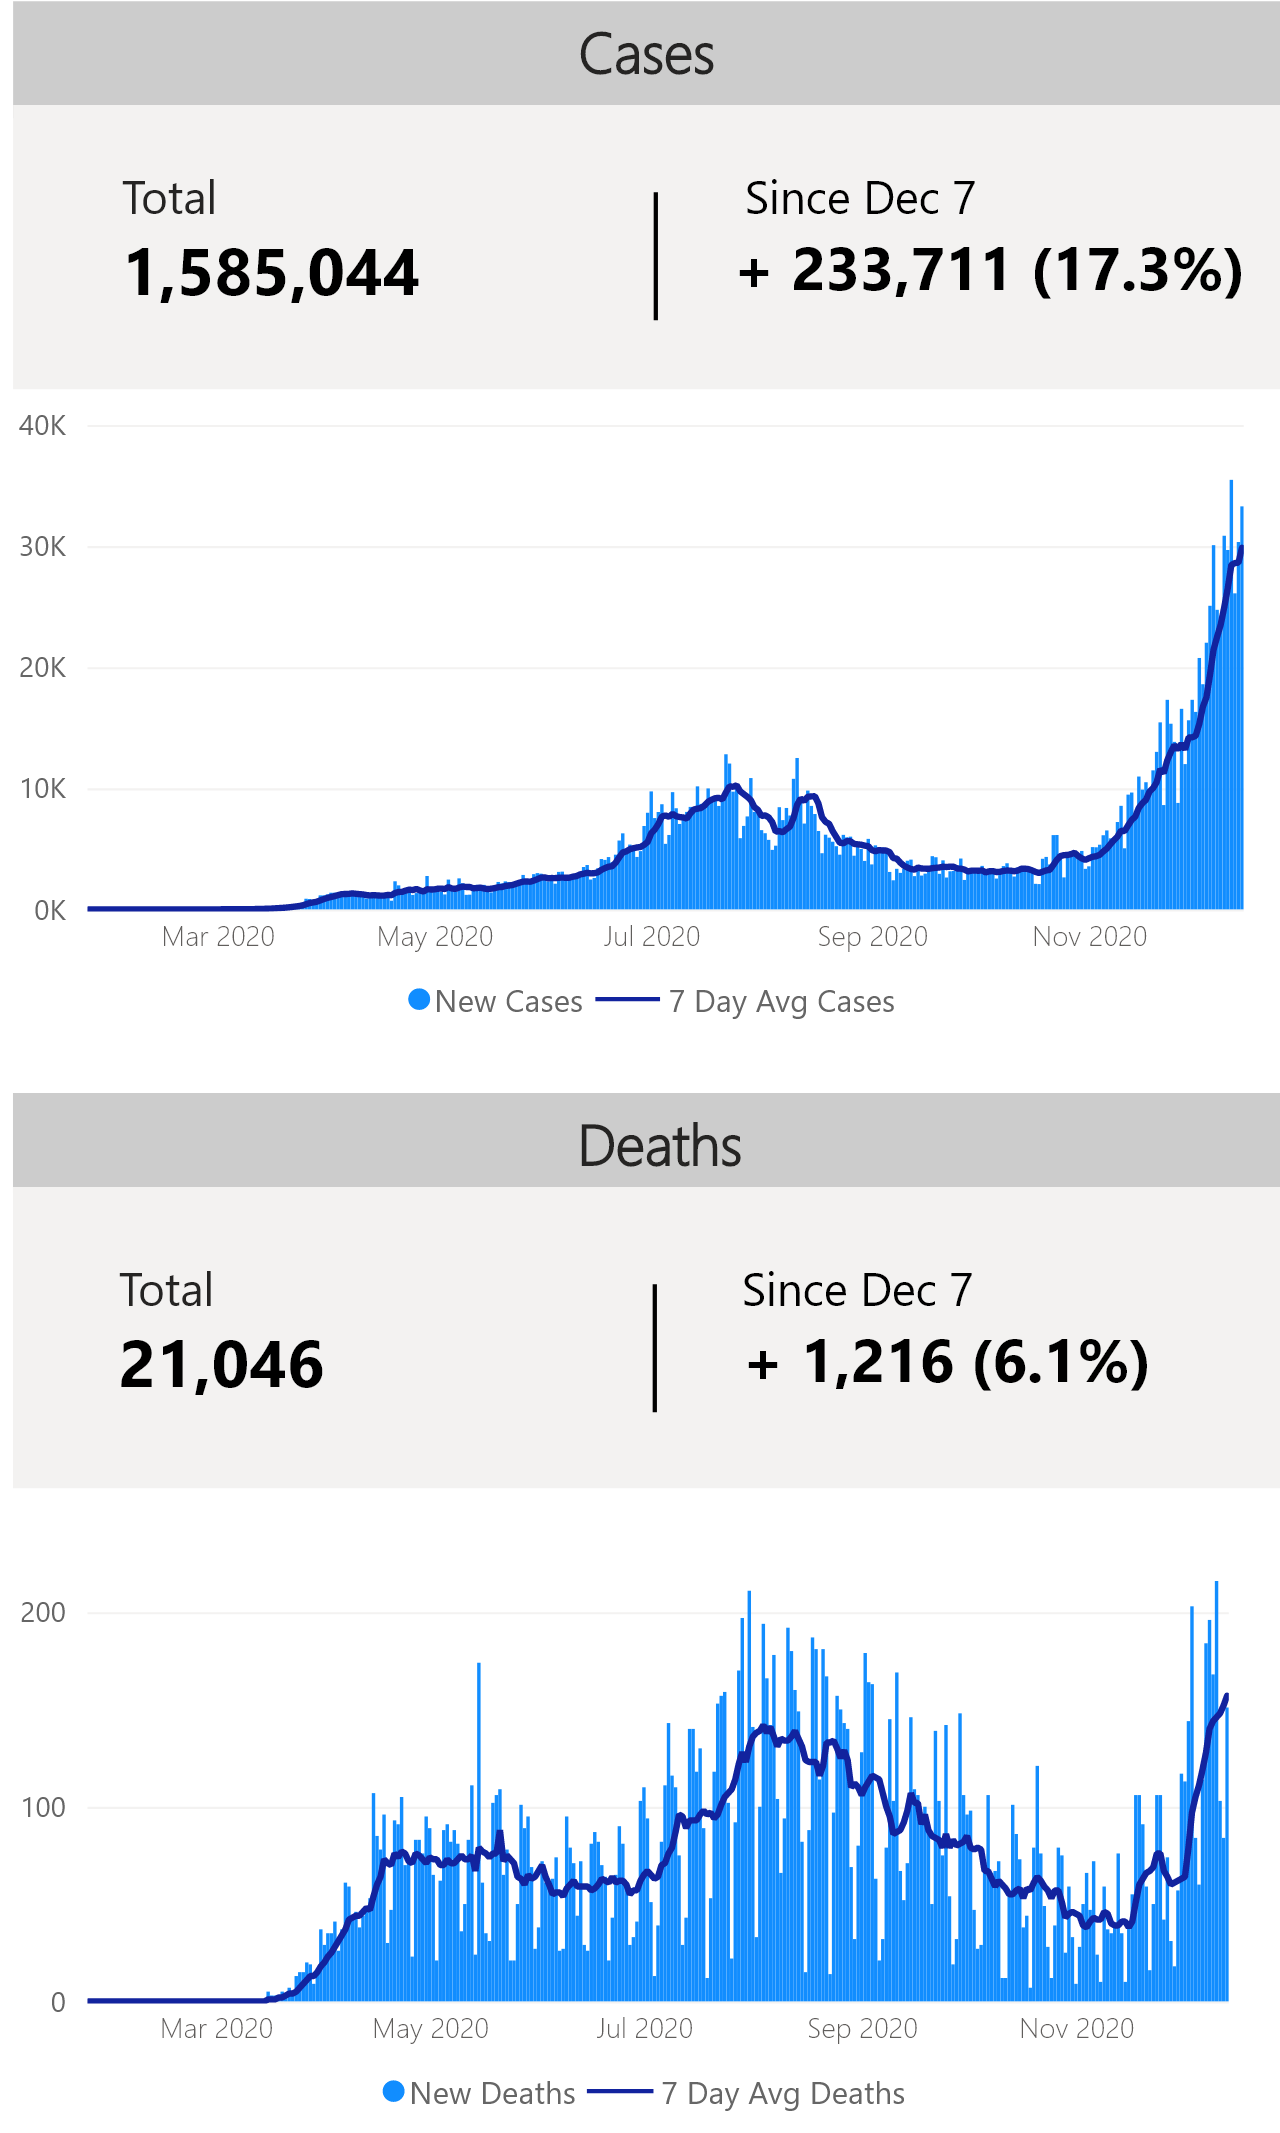 Cases
Total
Since Dec 7
1,585,044
+ 233,711 (17.3%)
40K
30K
20K
10K
0K
Mar 2020 May 2020 Jul 2020 Sep 2020 Nov 2020
New Cases 7 Day Avg Cases
Deaths
Total
Since Dec 7
21,046
+ 1,216 (6.1%)
200
100
0
Mar 2020 May 2020 Jul 2020 Sep 2020 Nov 2020
New Deaths 7 Day Avg Deaths